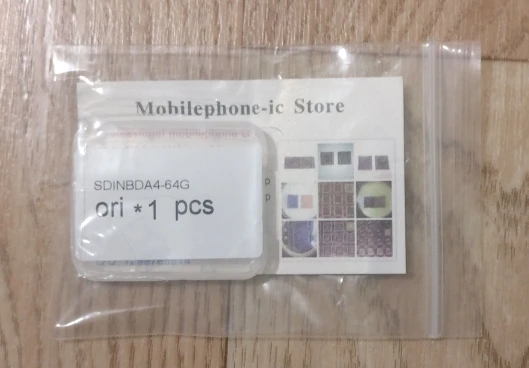 Mobilephone-ic Store
SDINBDA4-64G
ori * 1 pcs